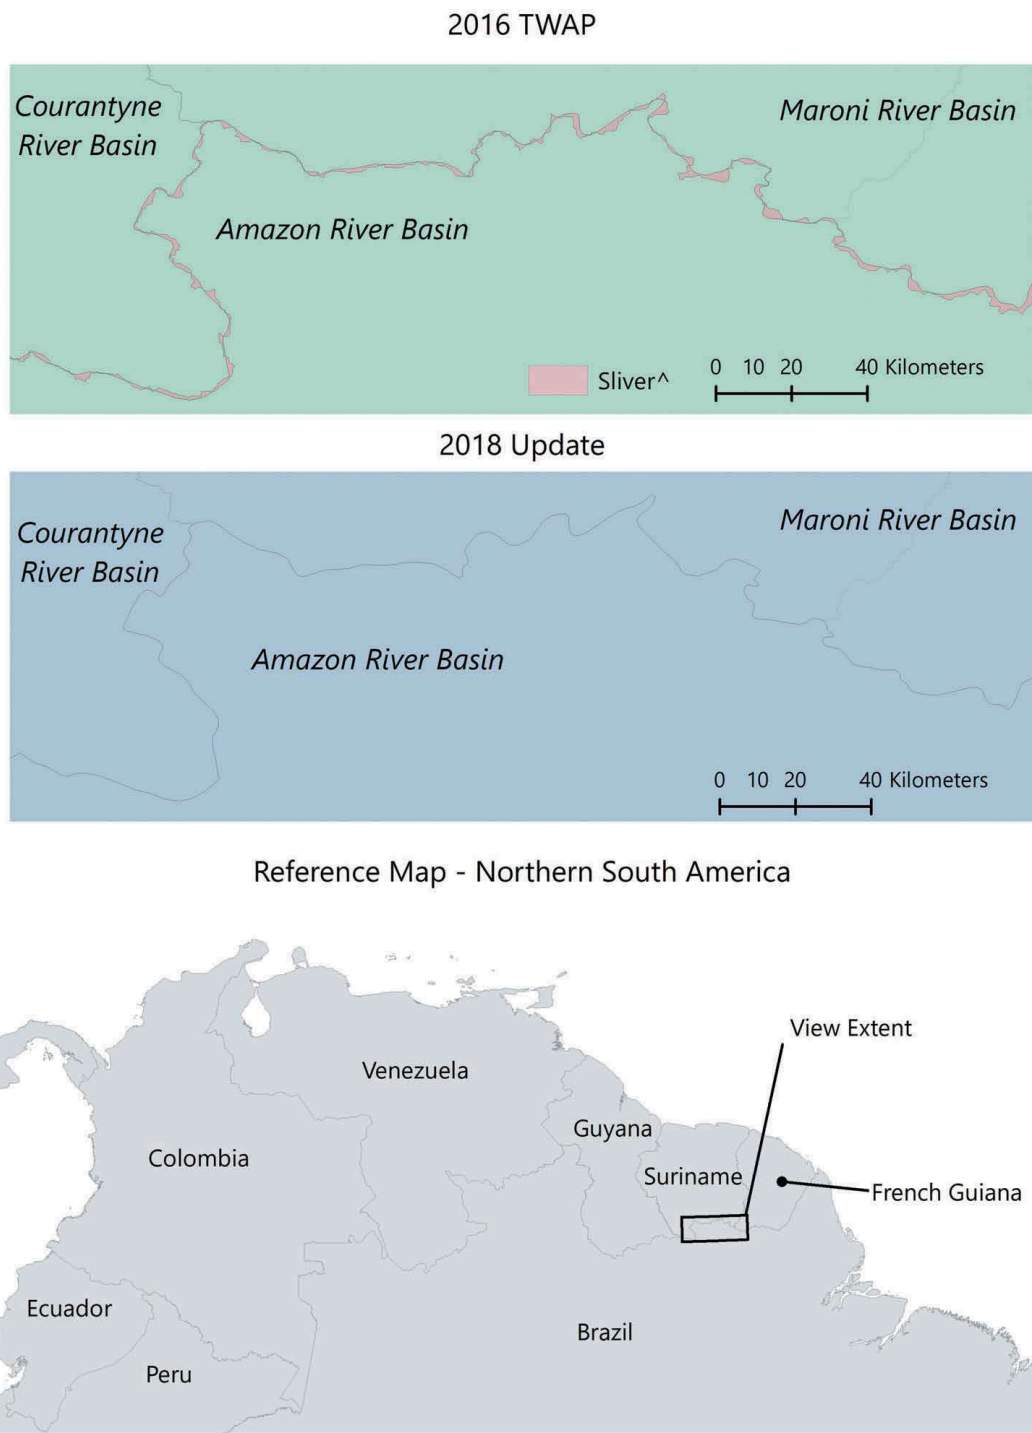 2016 TWAP
Courantyne
River Basin
Maroni River Basin
Amazon River Basin
Sliver^
0 10 20 40 Kilometers
2018 Update
Courantyne
River Basin
Maroni River Basin
Amazon River Basin
0 10 20 40 Kilometers
Reference Map - Northern South America
View Extent
Venezuela
Guyana
Colombia
Suriname
French Guiana
Ecuador
Brazil
Peru